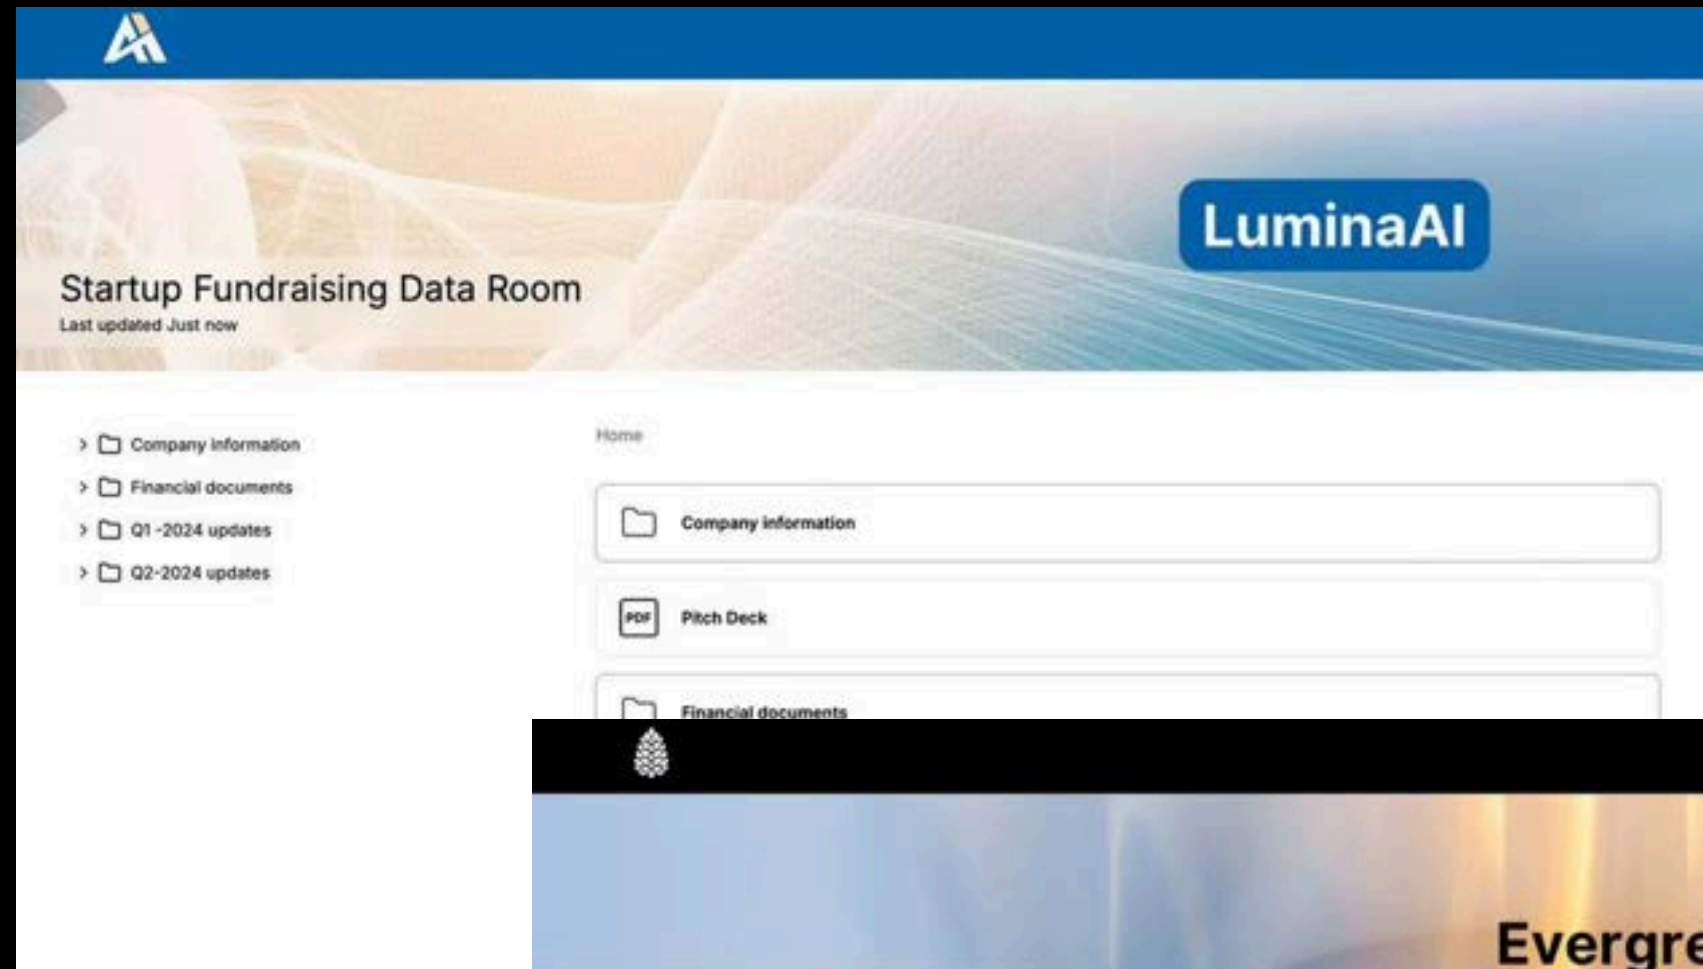 LuminaAI
Startup Fundraising Data Room
Last updated Just now
Company information
Financial documents
Q1 -2024 updates
Q2-2024 updates
Home
Company information
PDF Pitch Deck
Financial documents
Evergre